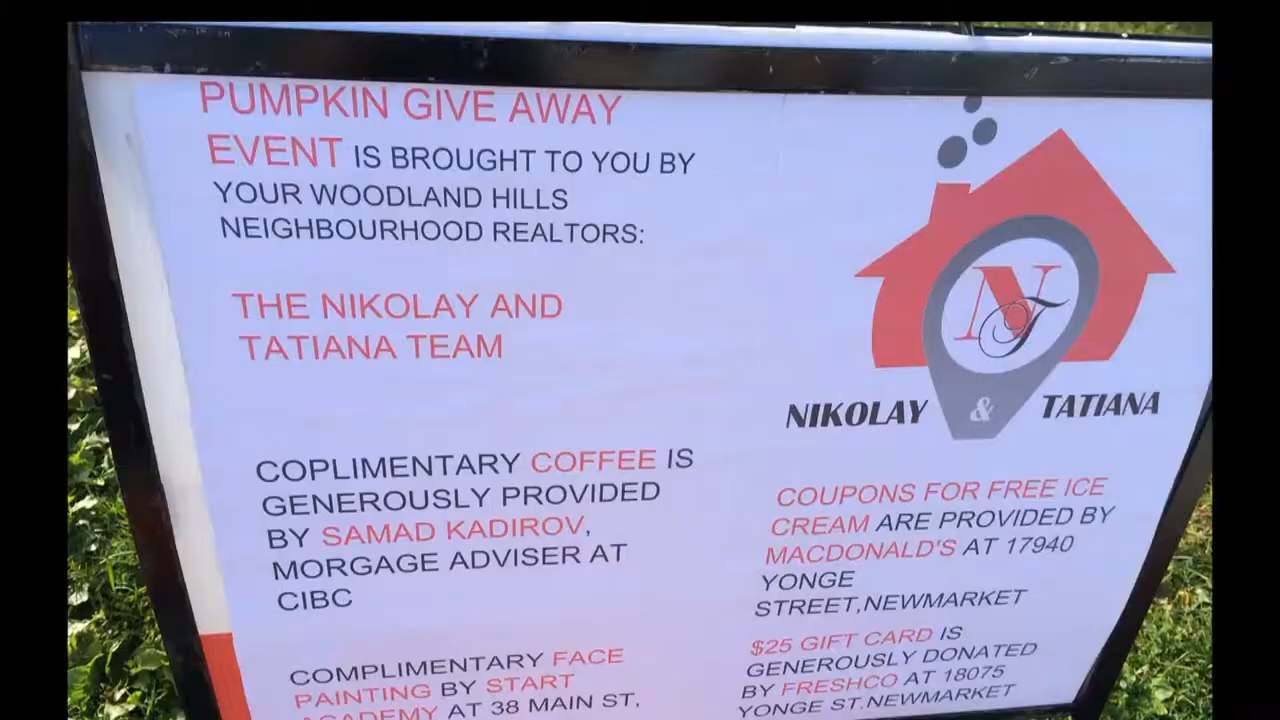 PUMPKIN GIVE AWAY
EVENT IS BROUGHT TO YOU BY
YOUR WOODLAND HILLS
NEIGHBOURHOOD REALTORS:
THE NIKOLAY AND
TATIANA TEAM
COPLIMENTARY COFFEE IS
GENEROUSLY PROVIDED
BY SAMAD KADIROV,
MORGAGE ADVISER AT
CIBC
COMPLIMENTARY FACE
PAINTING BY START
ACADEMY AT 38 MAIN ST,
NT
NIKOLAY & TATIANA
COUPONS FOR FREE ICE
CREAM ARE PROVIDED BY
MACDONALD'S AT 17940
YONGE
STREET,NEWMARKET
$25 GIFT CARD IS
GENEROUSLY DONATED
BY FRESHCO AT 18075
YONGE ST.NEWMARKET